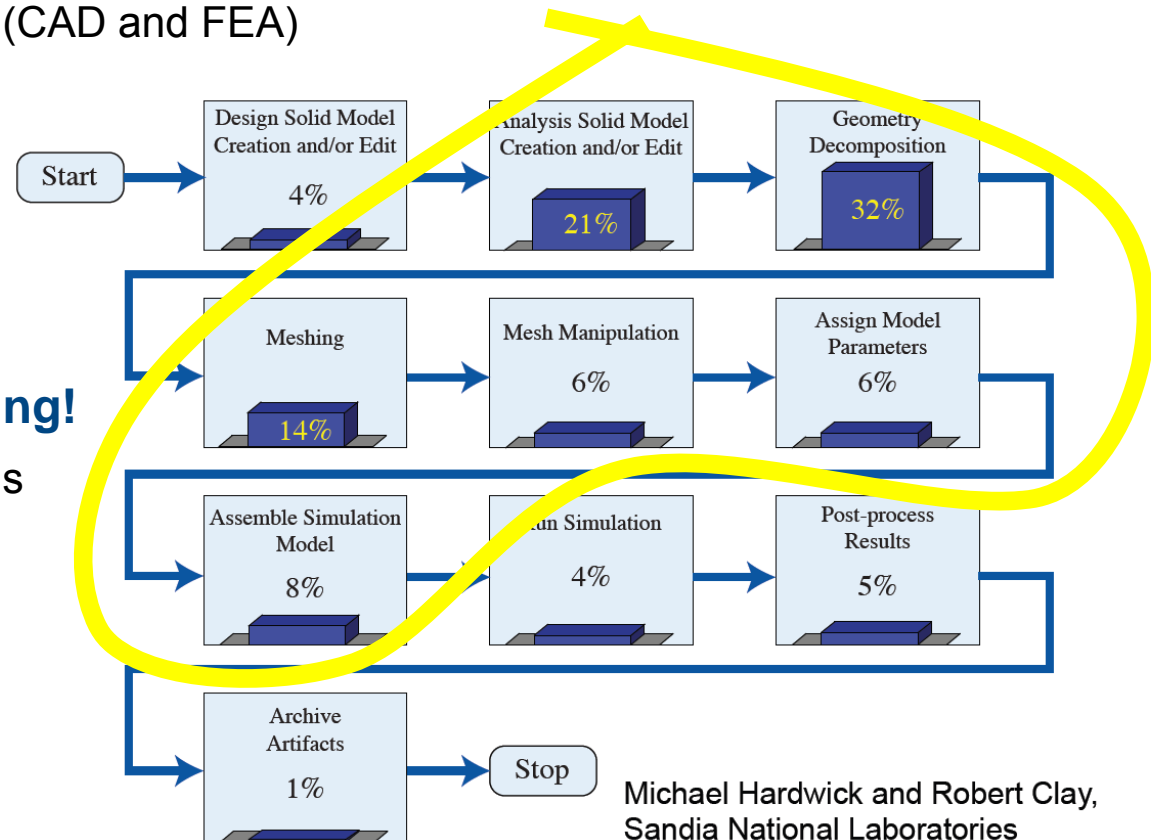 (CAD and FEA)
Design Solid Model
Creation and/or Edit
4%
Analysis Solid Model
Creation and/or Edit
21%
Geometry
Decomposition
32%
Start
Meshing
14%
Mesh Manipulation
6%
Assign Model
Parameters
6%
ng!
s
Assemble Simulation
Model
8%
Run Simulation
4%
Post-process
Results
5%
Archive
Artifacts
1%
Stop
Michael Hardwick and Robert Clay,
Sandia National Laboratories